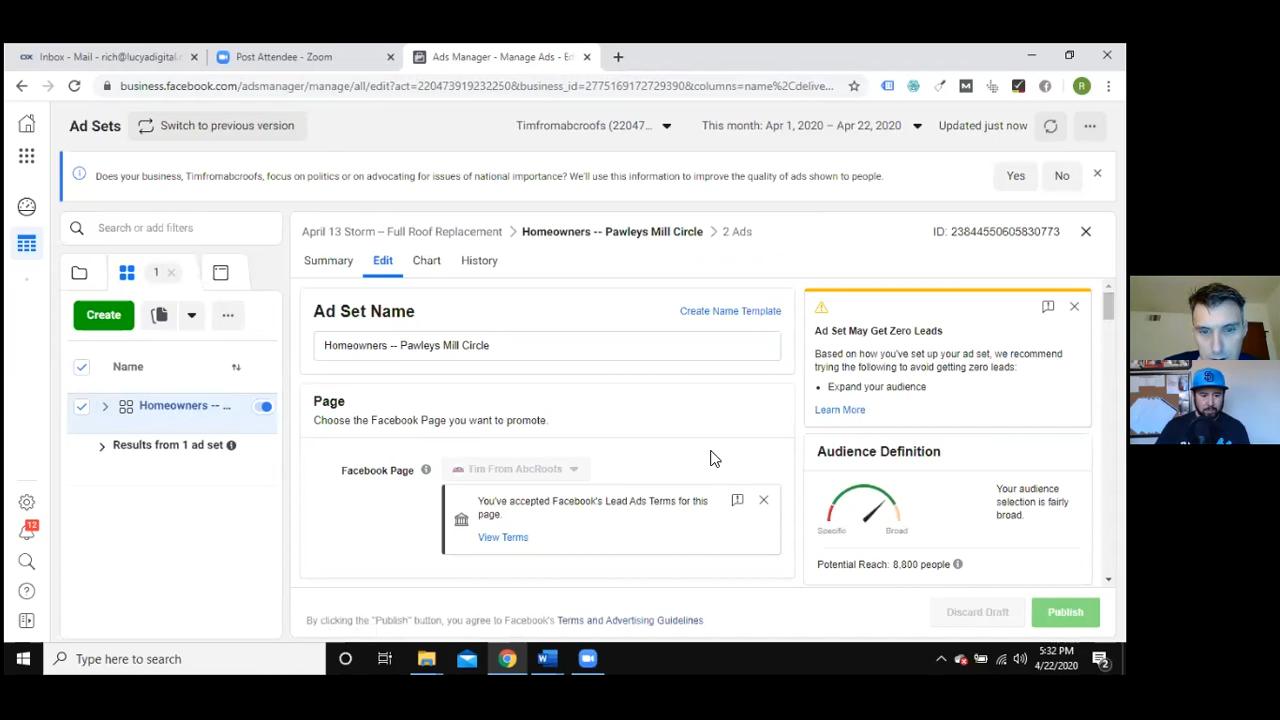 Inbox - Mail - rich@lucyadigital.
Post Attendee - Zoom
Ads Manager - Manage Ads - E
business.facebook.com/adsmanager/manage/all/edit?act=220473919232250&business_id=2775169172729390&columns=name%2Cdelive...
R
Ad Sets
Switch to previous version
Timfromabcroofs (22047...
This month: Apr 1, 2020 – Apr 22, 2020
Updated just now
Does your business, Timfromabcroofs, focus on politics or on advocating for issues of national importance? We'll use this information to improve the quality of ads shown to people.
Yes
No
Search or add filters
April 13 Storm – Full Roof Replacement
Homeowners -- Pawleys Mill Circle
2 Ads
ID: 23844550605830773
Summary
Edit
Chart
History
1
Create
Name
Homeowners -- ...
Results from 1 ad set
Ad Set Name
Create Name Template
Homeowners -- Pawleys Mill Circle
Page
Choose the Facebook Page you want to promote.
Facebook Page
Tim From AbcRoofs
You've accepted Facebook's Lead Ads Terms for this
page.
View Terms
Ad Set May Get Zero Leads
Based on how you've set up your ad set, we recommend
trying the following to avoid getting zero leads:
• Expand your audience
Learn More
Audience Definition
Your
audience
selection is fairly
broad.
Specific
Broad
Potential Reach: 8,800 people
By clicking the "Publish" button, you agree to Facebook's Terms and Advertising Guidelines
Discard Draft
Publish
12
Type here to search
5:32 PM
4/22/2020
2